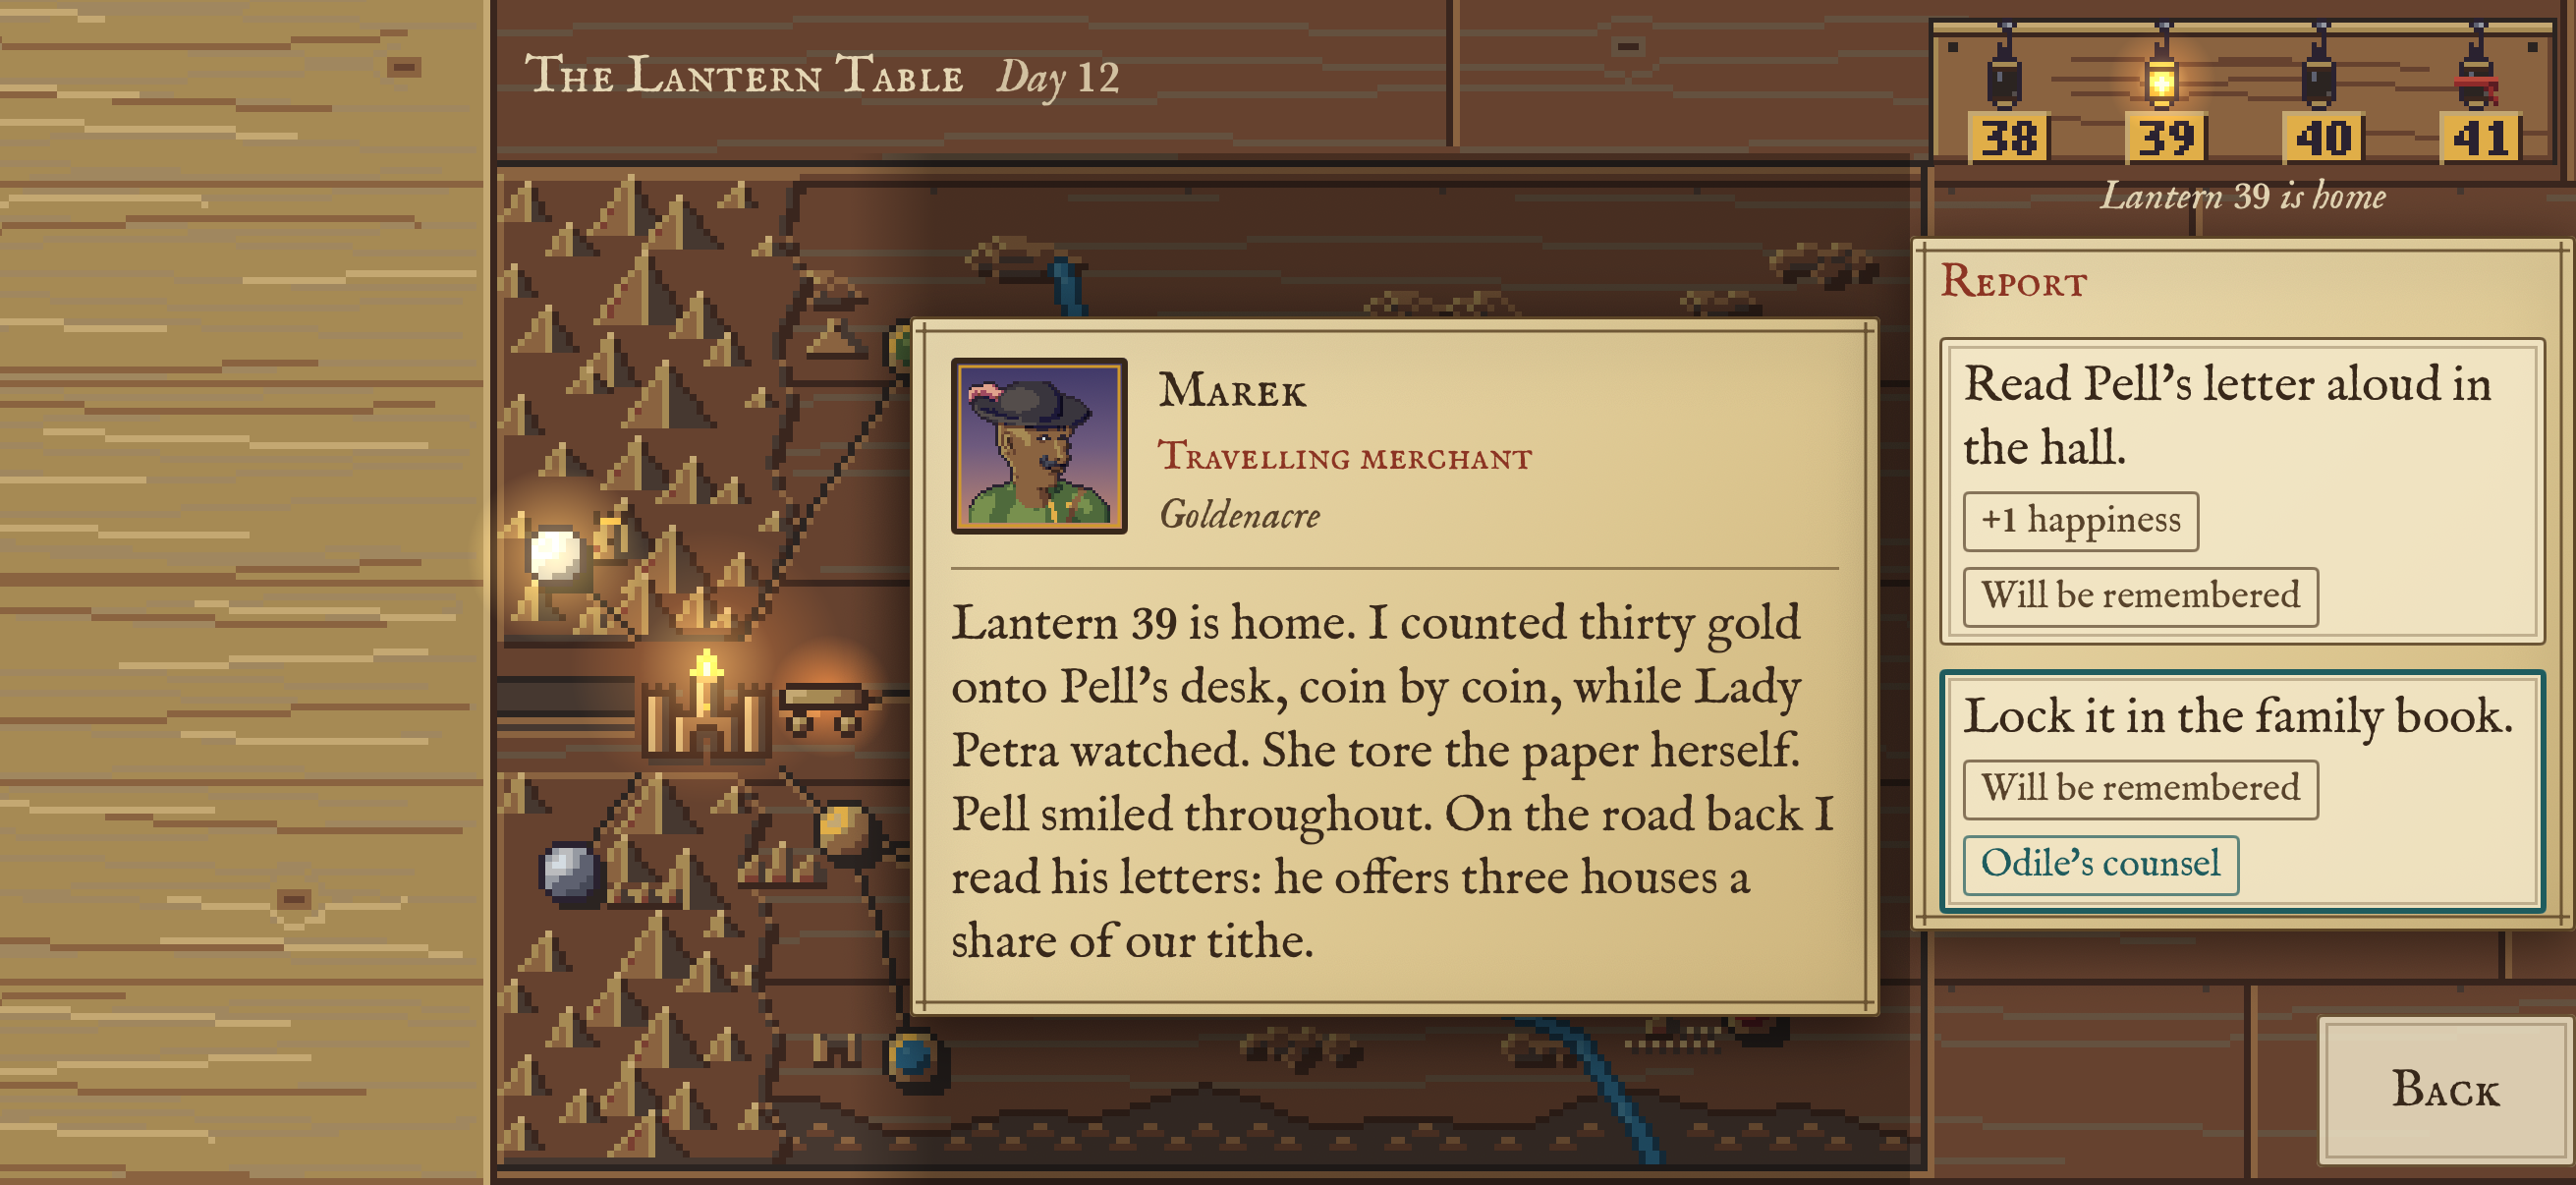 The Lantern Table Day 12
38 39 40 41
Lantern 39 is home
Marek
Travelling merchant
Goldenacre
Lantern 39 is home. I counted thirty gold
onto Pell's desk, coin by coin, while Lady
Petra watched. She tore the paper herself.
Pell smiled throughout. On the road back I
read his letters: he offers three houses a
share of our tithe.
Report
Read Pell's letter aloud in
the hall.
+1 happiness
Will be remembered
Lock it in the family book.
Will be remembered
Odile's counsel
Back